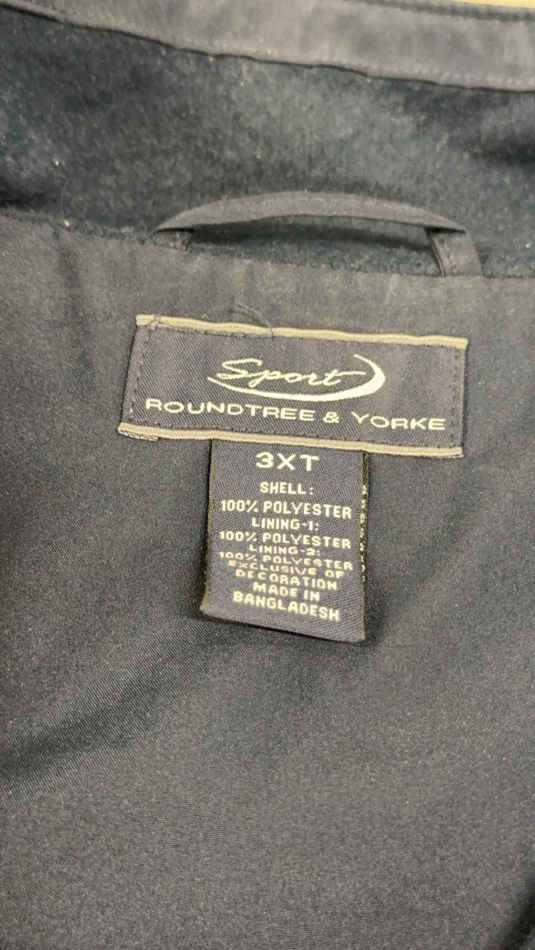 Sport
ROUNDTREE & YORKE
3XT
SHELL:
100% POLYESTER
LINING-1:
100% POLYESTER
LINING-2:
100% POLYESTER
EXCLUSIVE OF
DECORATION
MADE IN
BANGLADESH